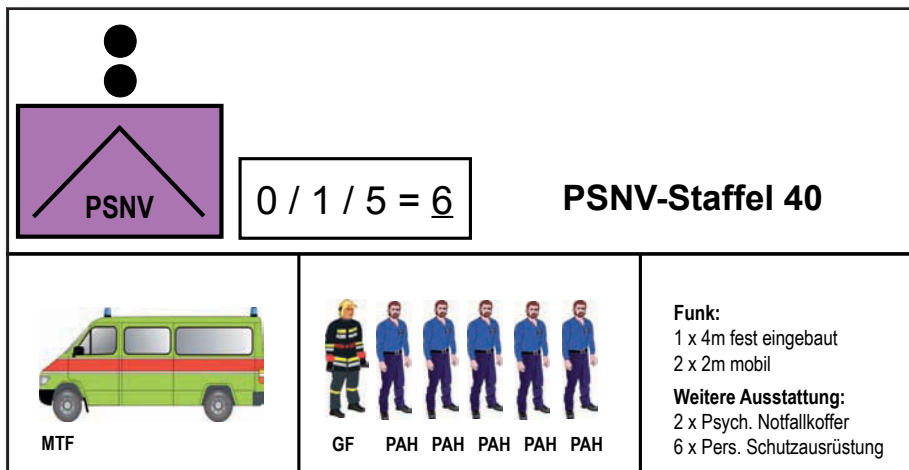 PSNV
0 / 1 / 5 = 6
PSNV-Staffel 40
MTF
GF PAH PAH PAH PAH PAH
Funk:
1 x 4m fest eingebaut
2 x 2m mobil
Weitere Ausstattung:
2 x Psych. Notfallkoffer
6 x Pers. Schutzausrüstung